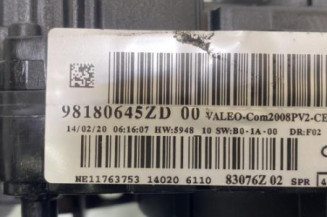 98180645ZD 00 VALEO-Com2008PV2-CE
14/02/20 06:16:07 HW:5948 10 SW:B0-1A-00 DR:F02
NE11763753 14020 6110 83076Z 02 SPR 4